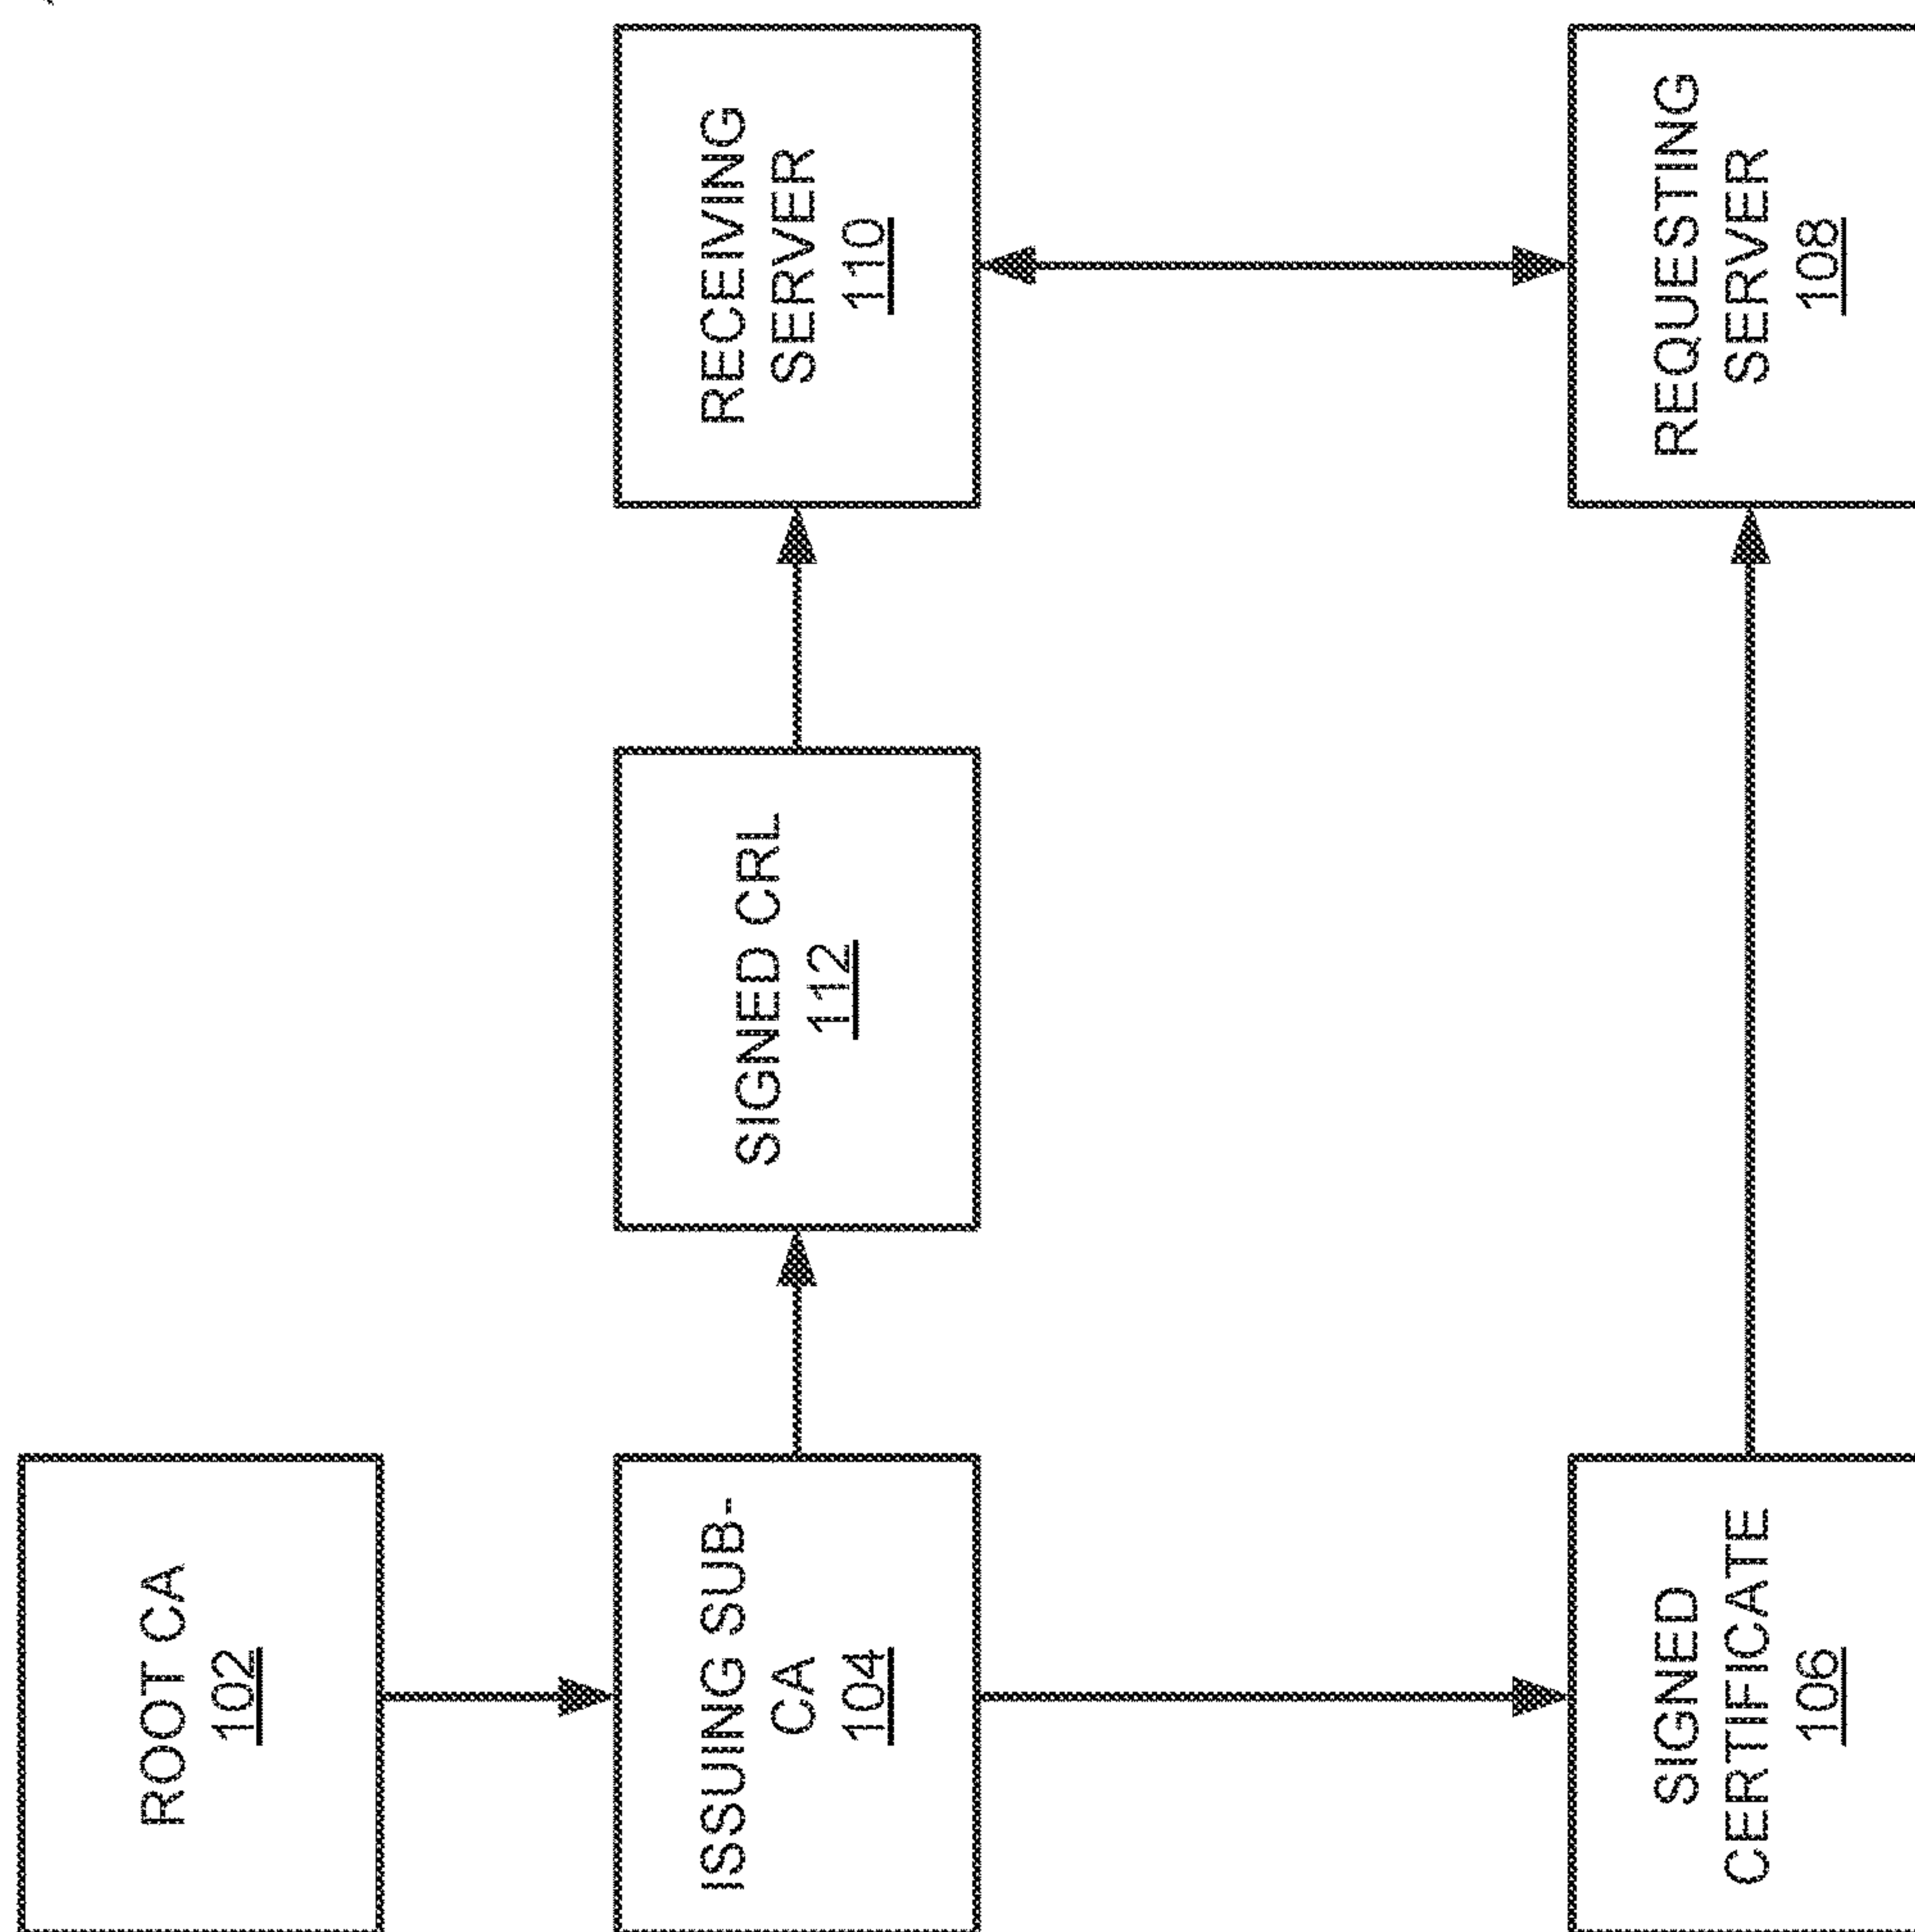 ROOT CA
102
ISSUING SUB-
CA
104
SIGNED CRL
112
RECEIVING
SERVER
110
SIGNED
CERTIFICATE
106
REQUESTING
SERVER
108